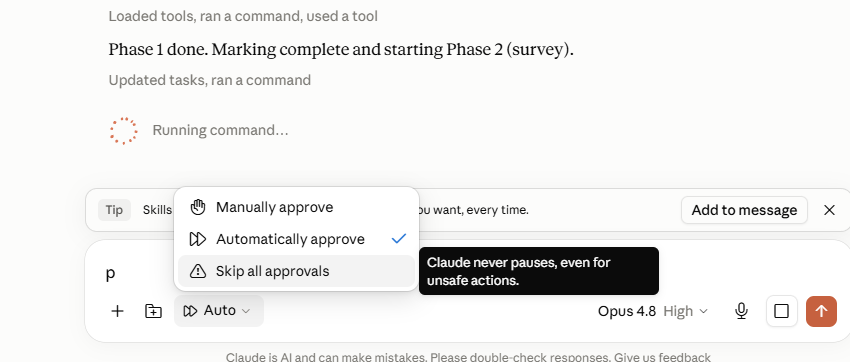 Loaded tools, ran a command, used a tool
Phase 1 done. Marking complete and starting Phase 2 (survey).
Updated tasks, ran a command
Running command...
Tip Skills ou want, every time. Add to message
Manually approve
Automatically approve
Skip all approvals
Claude never pauses, even for
unsafe actions.
p
Auto Opus 4.8 High
Claude is AI and can make mistakes. Please double-check responses. Give us feedback